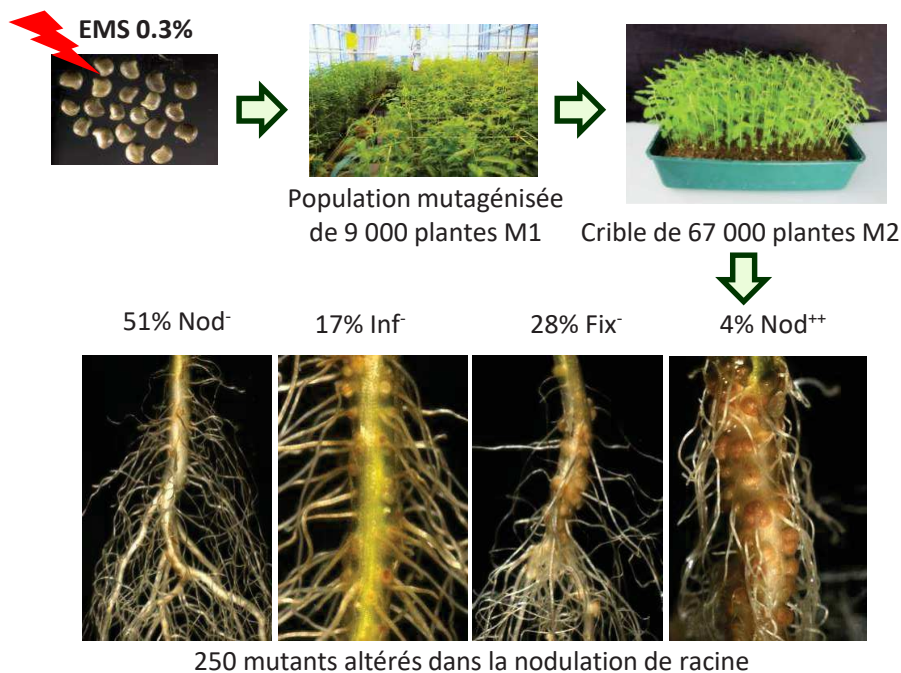 EMS 0.3%
Population mutagénisée
de 9 000 plantes M1
Crible de 67 000 plantes M2
51% Nod⁻
17% Inf⁻
28% Fix⁻
4% Nod⁺⁺
250 mutants altérés dans la nodulation de racine